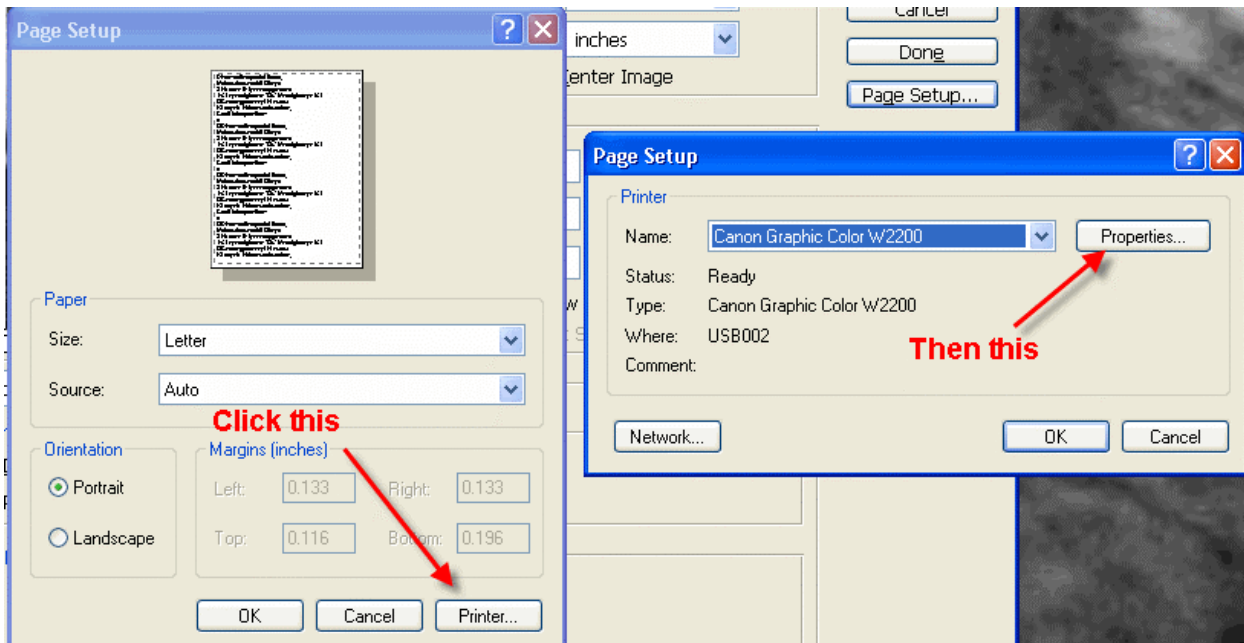 Page Setup
Paper
Size: Letter
Source: Auto
Click this
Orientation
Portrait
Landscape
Margins (inches)
Left: 0.133 Right: 0.133
Top: 0.116 Bottom: 0.196
OK Cancel Printer...
inches
Center Image
Cancel
Done
Page Setup...
Page Setup
Printer
Name: Canon Graphic Color W2200 Properties...
Status: Ready
Type: Canon Graphic Color W2200
Where: USB002
Comment:
Then this
Network... OK Cancel